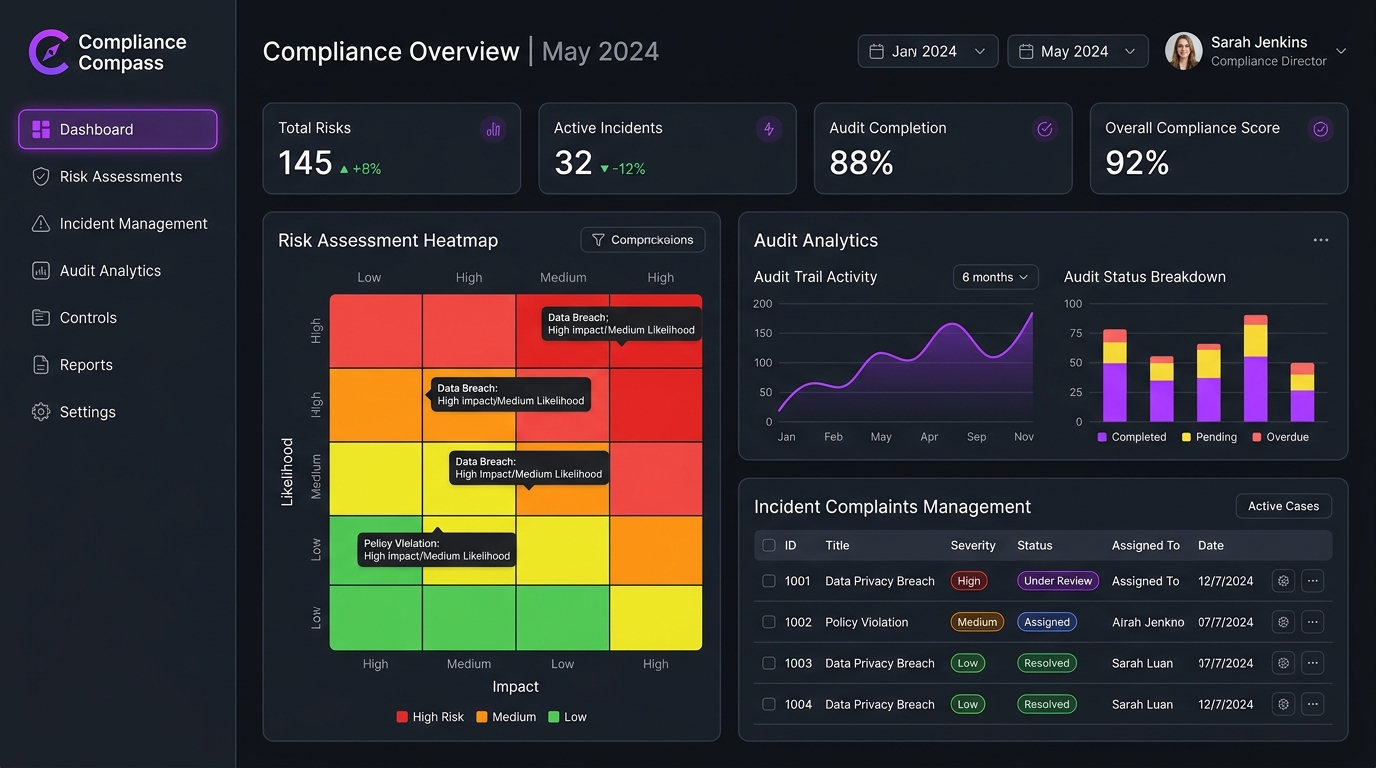 Compliance
Compass
Dashboard
Risk Assessments
Incident Management
Audit Analytics
Controls
Reports
Settings
Compliance Overview | May 2024
Jan 2024
May 2024
Sarah Jenkins
Compliance Director
Total Risks
145 ▲ +8%
Active Incidents
32 ▼ -12%
Audit Completion
88%
Overall Compliance Score
92%
Risk Assessment Heatmap
Low High Medium High
Likelihood
High
High
Medium
Low
Low
Data Breach:
High impact/Medium Likelihood
Data Breach:
High impact/Medium Likelihood
Data Breach:
High Impact/Medium Likelihood
Policy Vlelation:
High impact/Medium Likelihood
High Medium Low High
Impact
High Risk Medium Low
Audit Analytics
Audit Trail Activity
6 months
200
150
100
50
0
Jan Feb May Apr Sep Nov
Audit Status Breakdown
100
75
50
25
0
Completed Pending Overdue
Incident Complaints Management
Active Cases
ID Title Severity Status Assigned To Date
1001 Data Privacy Breach High Under Review Assigned To 12/7/2024
1002 Policy Violation Medium Assigned Airah Jenkno 07/7/2024
1003 Data Privacy Breach Low Resolved Sarah Luan 07/7/2024
1004 Data Privacy Breach Low Resolved Sarah Luan 12/7/2024